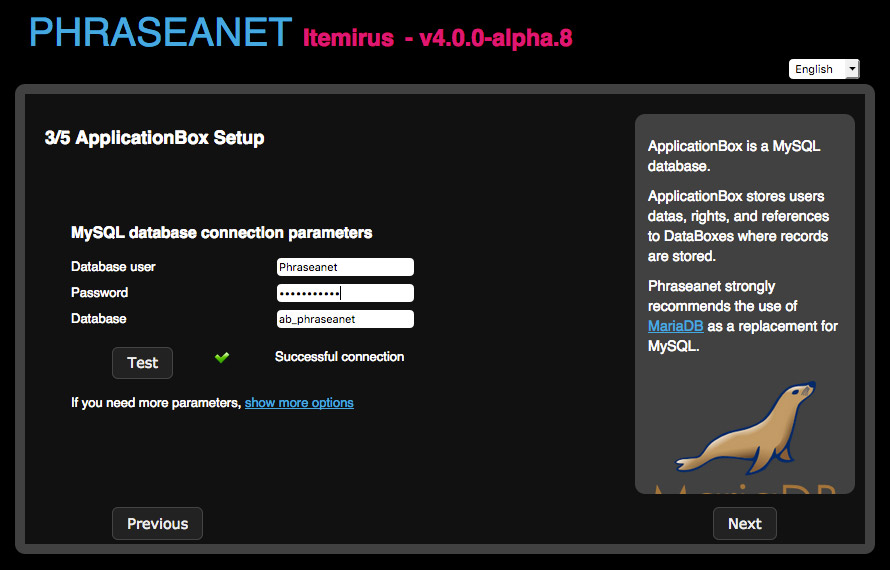 PHRASEANET Itemirus - v4.0.0-alpha.8
English
3/5 ApplicationBox Setup
MySQL database connection parameters
Database user Phraseanet
Password •••••••••••
Database ab_phraseanet
Test Successful connection
If you need more parameters, show more options
ApplicationBox is a MySQL
database.
ApplicationBox stores users
datas, rights, and references
to DataBoxes where records
are stored.
Phraseanet strongly
recommends the use of
MariaDB as a replacement for
MySQL.
MariaDB
Previous
Next